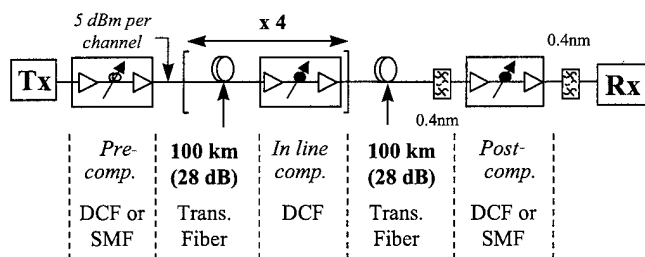 5 dBm per
channel
x 4
0.4nm
Tx
Rx
0.4nm
Pre-
comp.
DCF or
SMF
100 km
(28 dB)
Trans.
Fiber
In line
comp.
DCF
100 km
(28 dB)
Trans.
Fiber
Post-
comp.
DCF or
SMF